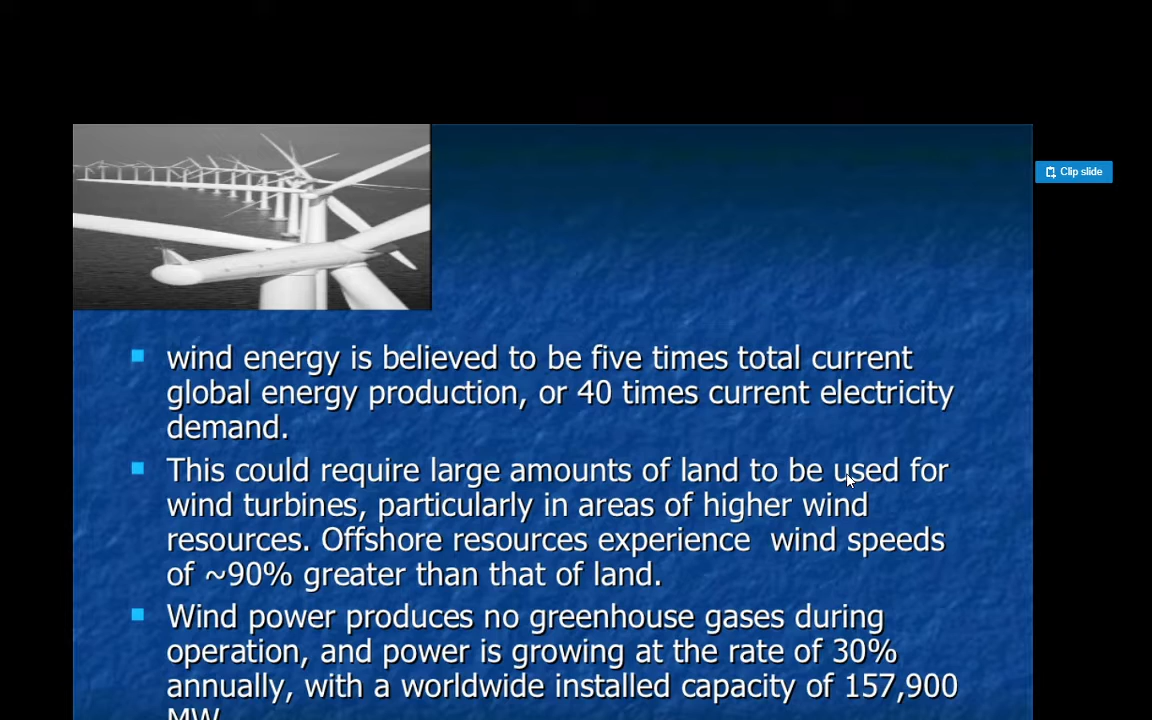 Clip slide
wind energy is believed to be five times total current
global energy production, or 40 times current electricity
demand.
This could require large amounts of land to be used for
wind turbines, particularly in areas of higher wind
resources. Offshore resources experience  wind speeds
of ~90% greater than that of land.
Wind power produces no greenhouse gases during
operation, and power is growing at the rate of 30%
annually, with a worldwide installed capacity of 157,900
MW